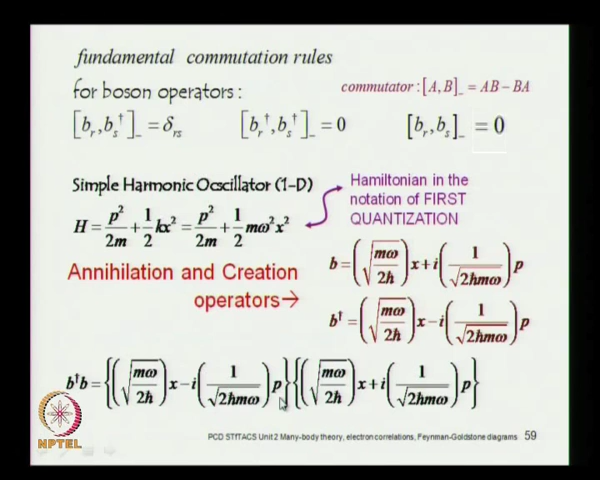 fundamental commutation rules
for boson operators :
commutator : [A,B]_ = AB − BA
[b_r, b_s†]_ = δ_rs    [b_r†, b_s†]_ = 0    [b_r, b_s]_ = 0
Simple Harmonic Ocscillator (1-D)
Hamiltonian in the
notation of FIRST
QUANTIZATION
H = p²/2m + 1/2 kx² = p²/2m + 1/2 mω²x²
Annihilation and Creation
operators→
b = (√(mω/2ħ)) x + i (1/√(2ħmω)) p
b† = (√(mω/2ħ)) x − i (1/√(2ħmω)) p
b†b = {(√(mω/2ħ)) x − i (1/√(2ħmω)) p} {(√(mω/2ħ)) x + i (1/√(2ħmω)) p}
NPTEL
PCD STiTACS Unit 2 Many-body theory, electron correlations, Feynman-Goldstone diagrams 59